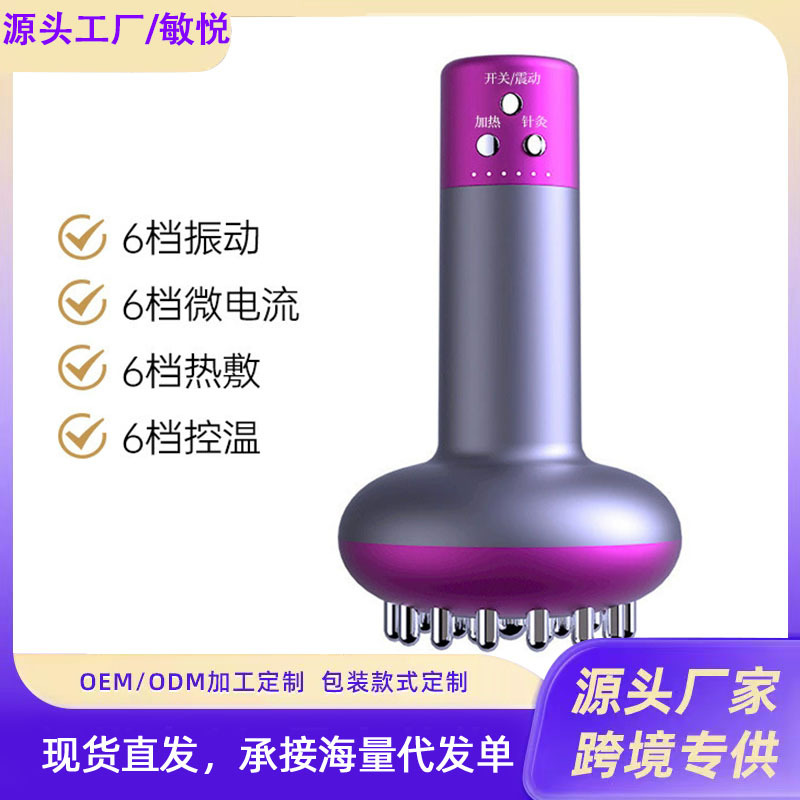 源头工厂/敏悦
开关/震动
加热 针灸
6档振动
6档微电流
6档热敷
6档控温
OEM/ODM加工定制 包装款式定制
现货直发，承接海量代发单
源头厂家
跨境专供